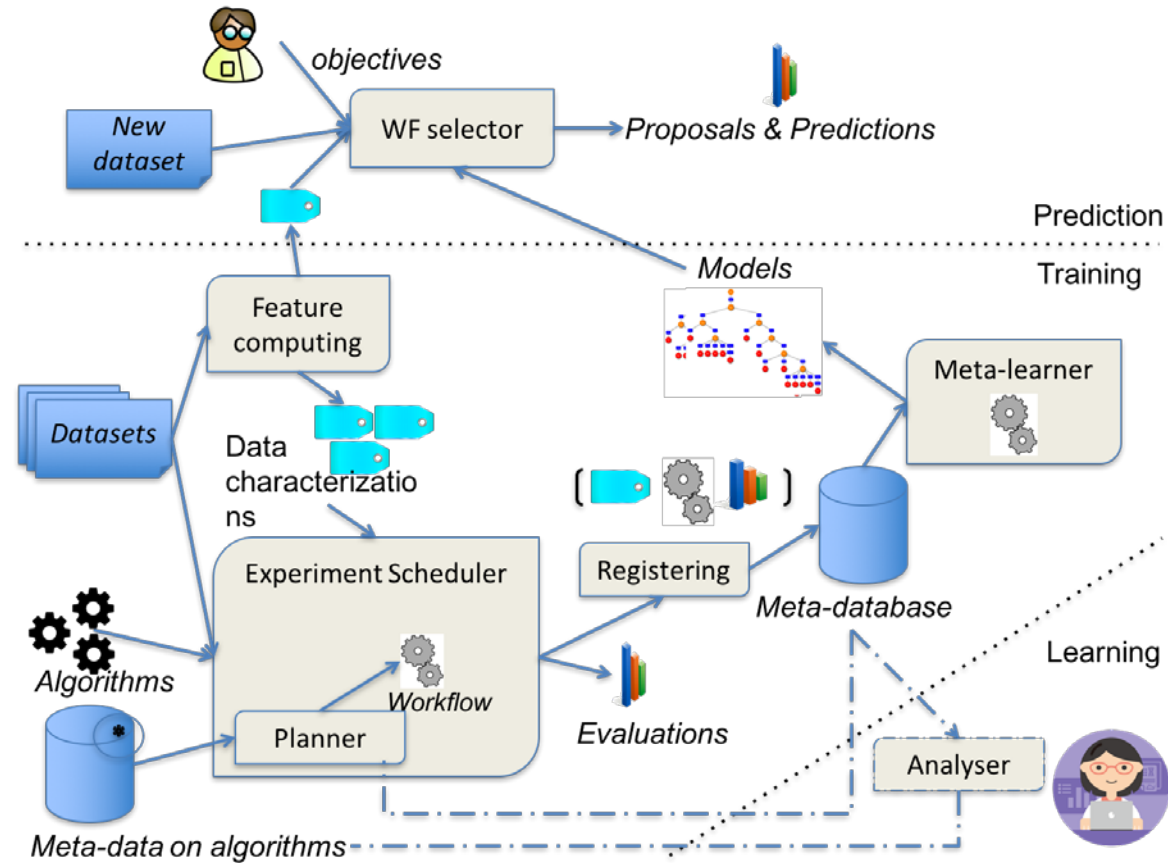 objectives
New
dataset
WF selector
Proposals & Predictions
Prediction
Models
Training
Feature
computing
Meta-learner
Datasets
Data
characterizatio
ns
Experiment Scheduler
Registering
Meta-database
Learning
Algorithms
Workflow
Evaluations
Planner
Analyser
Meta-data on algorithms